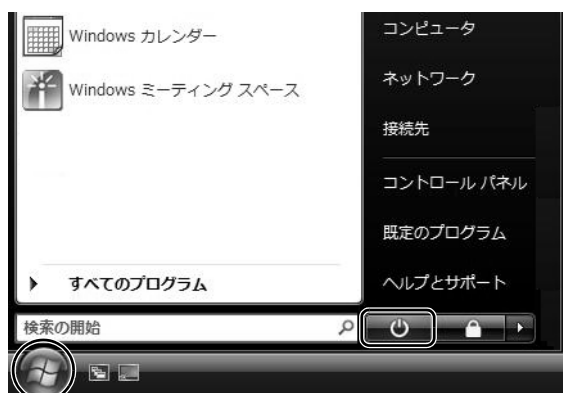 Windows カレンダー
Windows ミーティング スペース
すべてのプログラム
検索の開始
コンピュータ
ネットワーク
接続先
コントロール パネル
既定のプログラム
ヘルプとサポート